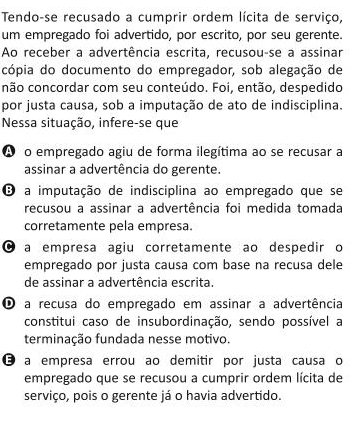 Tendo-se recusado a cumprir ordem lícita de serviço,
um empregado foi advertido, por escrito, por seu gerente.
Ao receber a advertência escrita, recusou-se a assinar
cópia do documento do empregador, sob alegação de
não concordar com seu conteúdo. Foi, então, despedido
por justa causa, sob a imputação de ato de indisciplina.
Nessa situação, infere-se que
A o empregado agiu de forma ilegítima ao se recusar a
assinar a advertência do gerente.
B a imputação de indisciplina ao empregado que se
recusou a assinar a advertência foi medida tomada
corretamente pela empresa.
C a empresa agiu corretamente ao despedir o
empregado por justa causa com base na recusa dele
de assinar a advertência escrita.
D a recusa do empregado em assinar a advertência
constitui caso de insubordinação, sendo possível a
terminação fundada nesse motivo.
E a empresa errou ao demitir por justa causa o
empregado que se recusou a cumprir ordem lícita de
serviço, pois o gerente já o havia advertido.